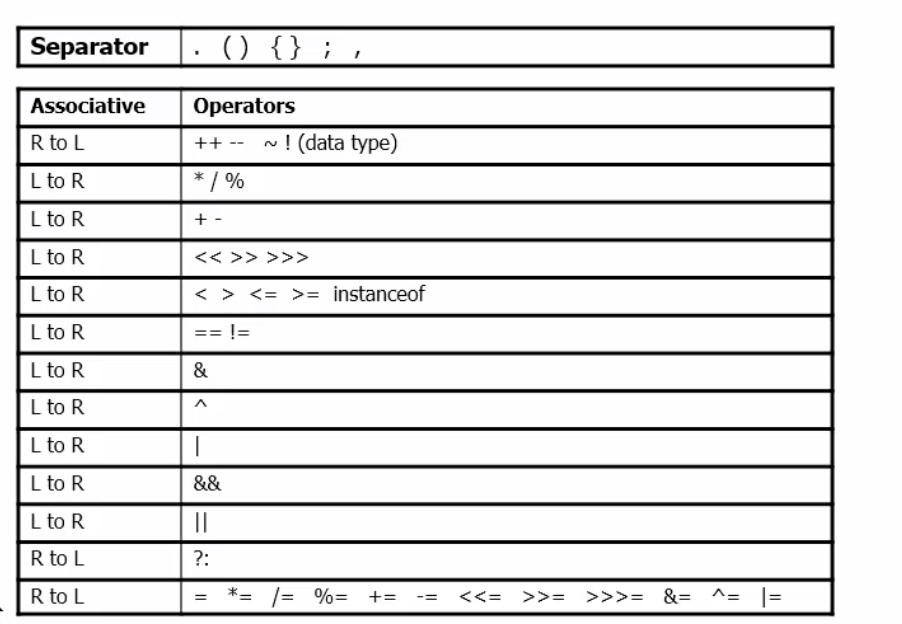 Separator . () {} ; ,
Associative Operators
R to L ++ -- ~ ! (data type)
L to R * / %
L to R + -
L to R << >> >>>
L to R < > <= >= instanceof
L to R == !=
L to R &
L to R ^
L to R |
L to R &&
L to R ||
R to L ?:
R to L = *= /= %= += -= <<= >>= >>>= &= ^= |=